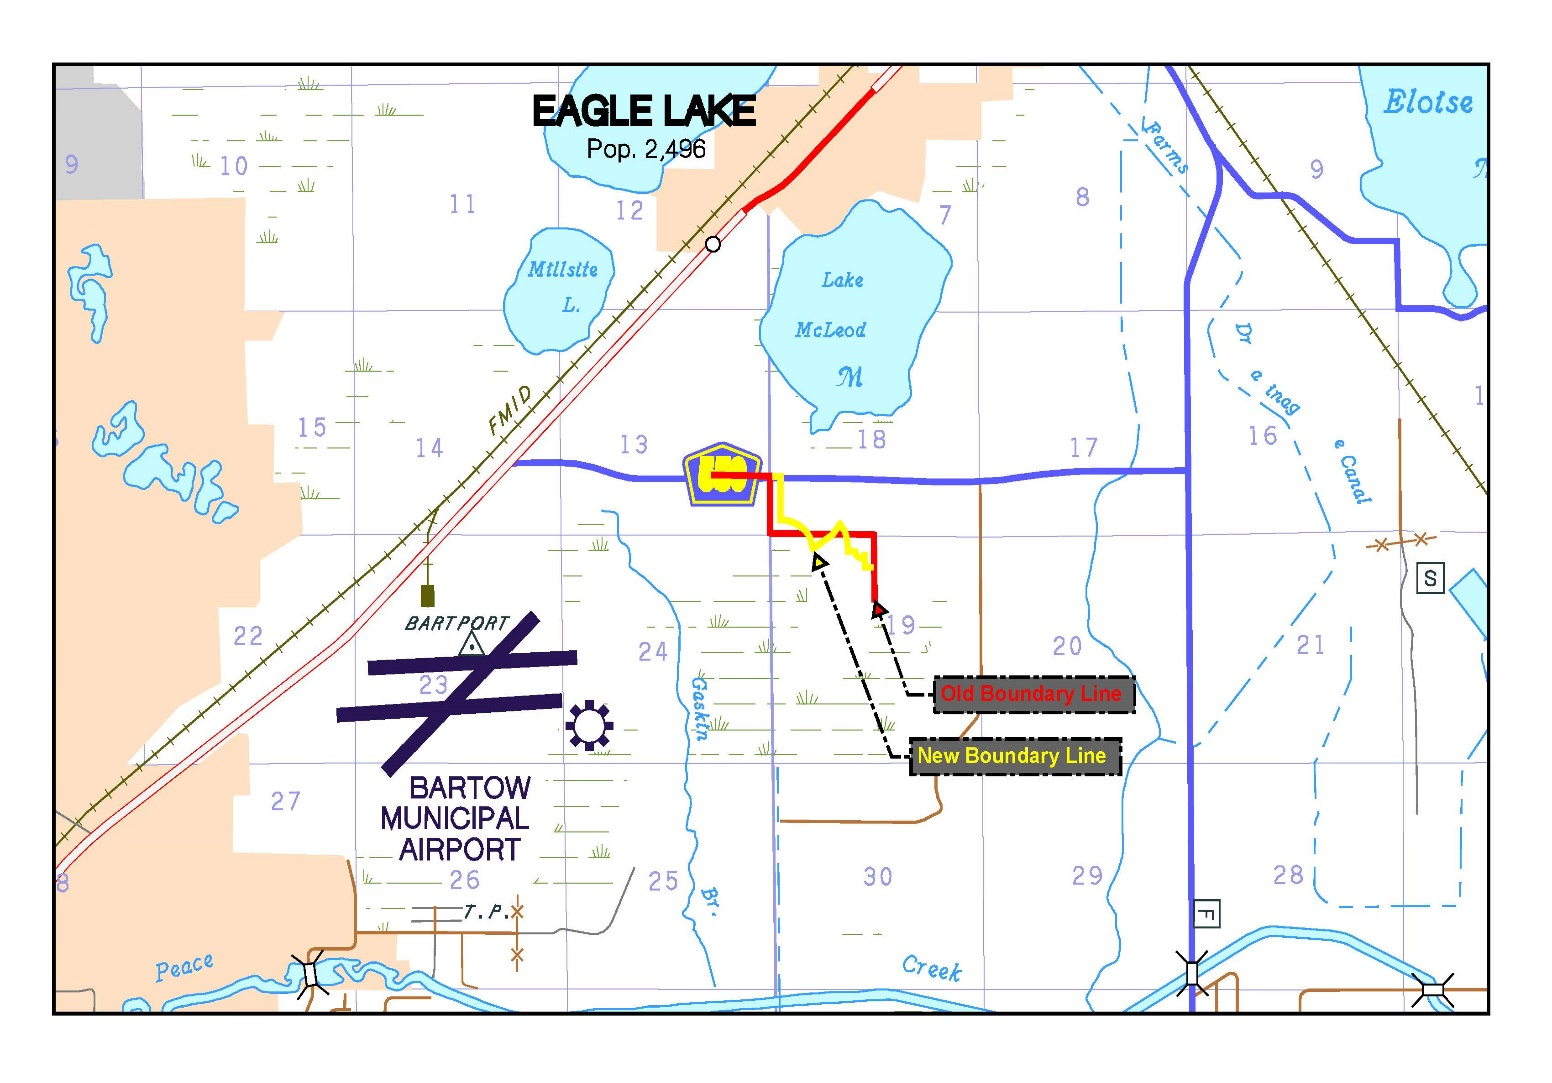 EAGLE LAKE
Pop. 2,496
Eloise
Farms
9
10
11
12
7
8
9
Millsite
L.
Lake
McLeod
M
Dr a inag e Canal
FMID
15
14
13
18
17
16
S
BARTPORT
22
23
24
19
20
21
Gaskin
Old Boundary Line
New Boundary Line
BARTOW
MUNICIPAL
AIRPORT
27
26
25
30
29
28
8
T.P.
Br.
F
Peace
Creek